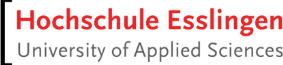 Hochschule Esslingen
University of Applied Sciences